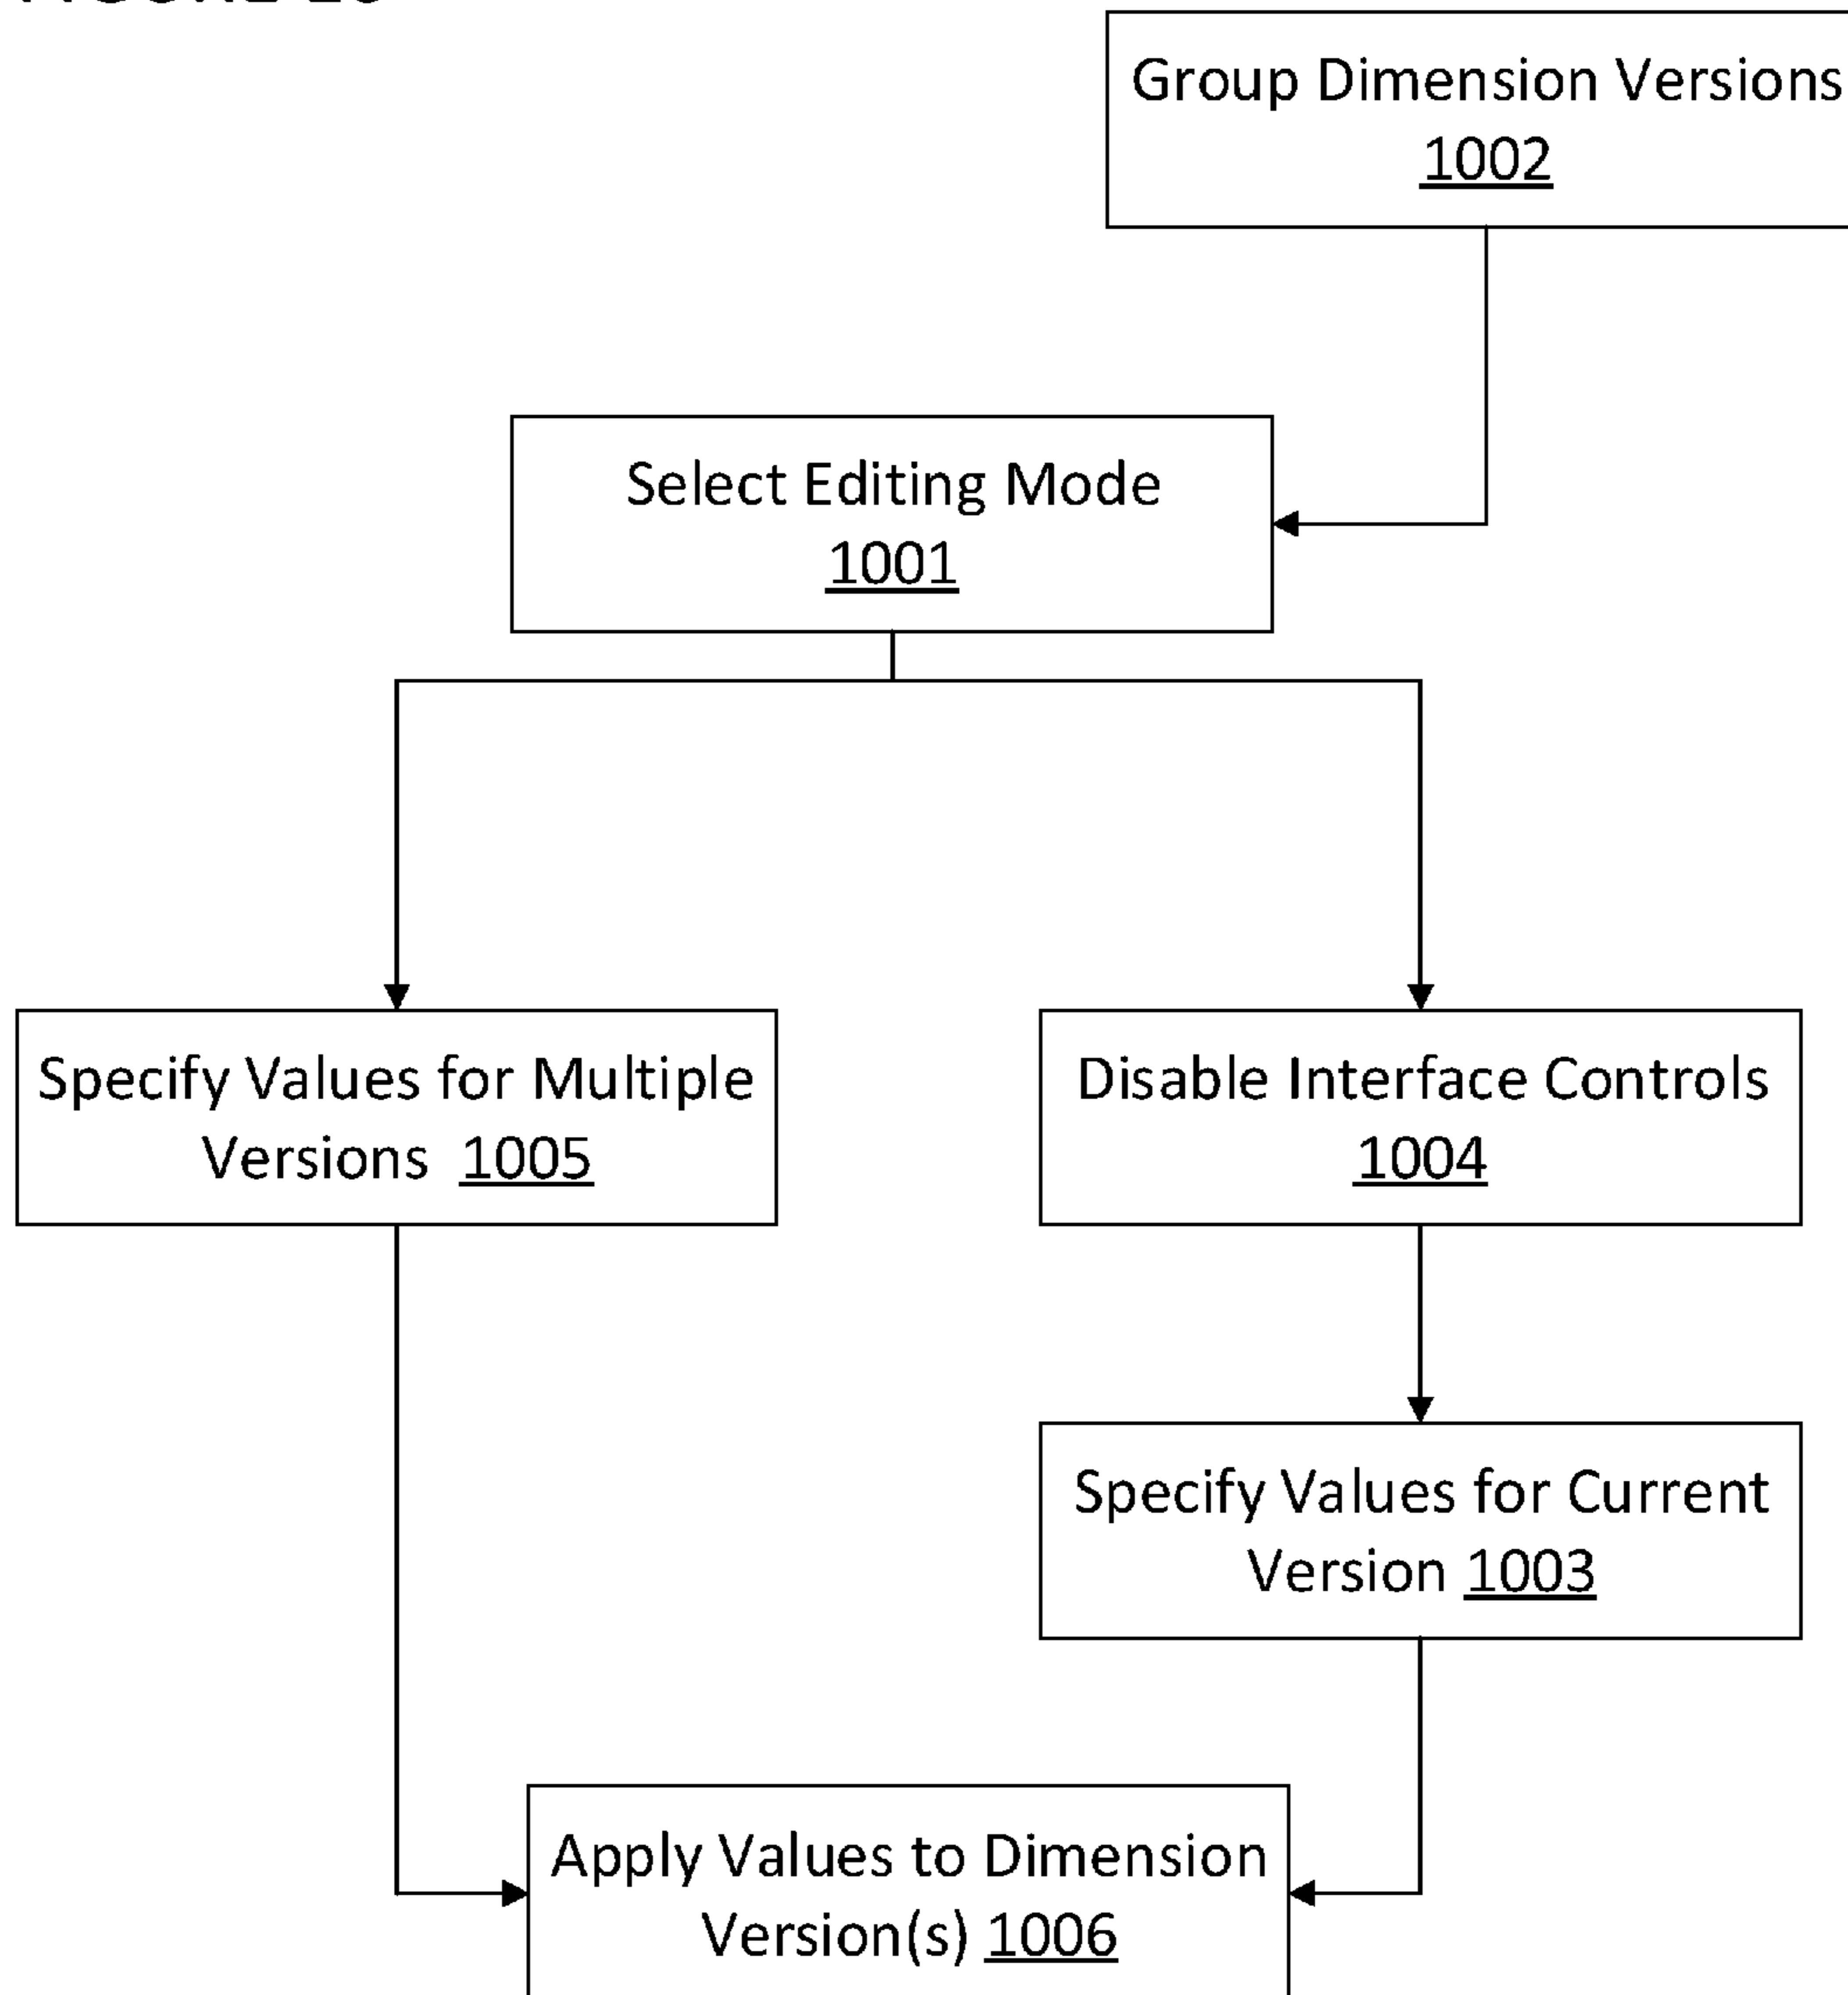 Group Dimension Versions
1002
Select Editing Mode
1001
Specify Values for Multiple
Versions 1005
Disable Interface Controls
1004
Specify Values for Current
Version 1003
Apply Values to Dimension
Version(s) 1006